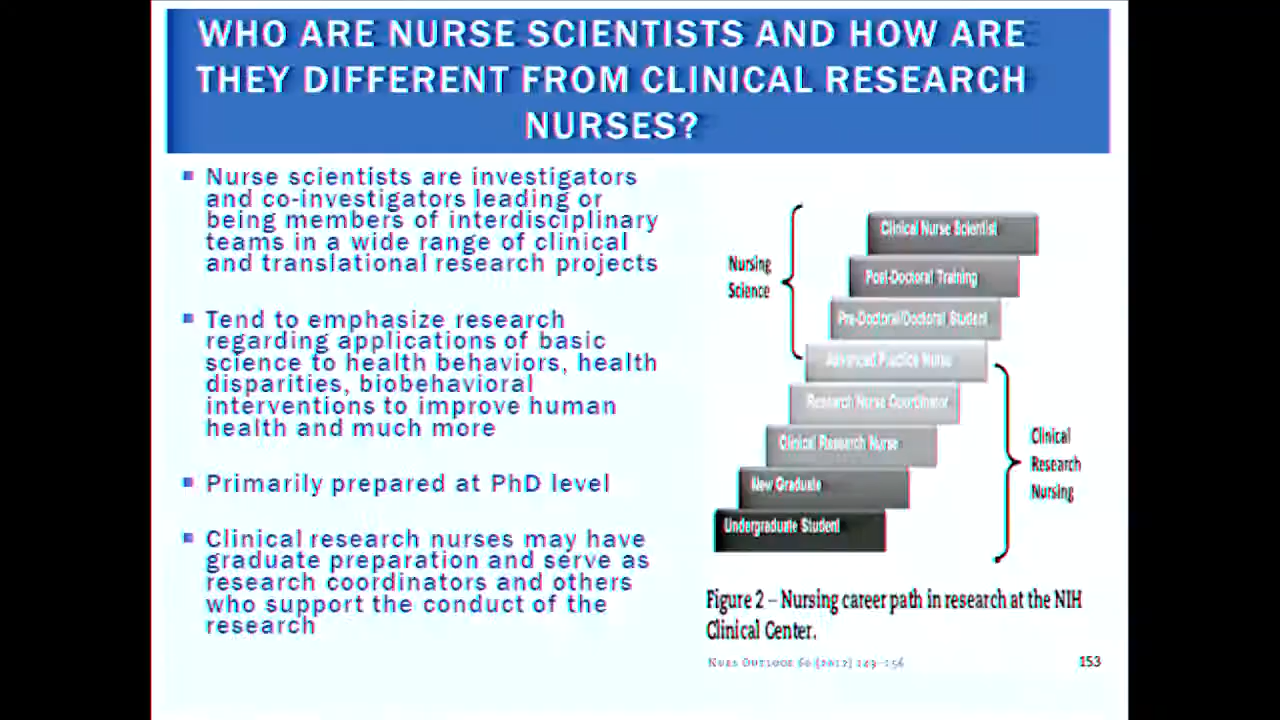 WHO ARE NURSE SCIENTISTS AND HOW ARE
THEY DIFFERENT FROM CLINICAL RESEARCH
NURSES?
Nurse scientists are investigators
and co-investigators leading or
being members of interdisciplinary
teams in a wide range of clinical
and translational research projects
Tend to emphasize research
regarding applications of basic
science to health behaviors, health
disparities, biobehavioral
interventions to improve human
health and much more
Primarily prepared at PhD level
Clinical research nurses may have
graduate preparation and serve as
research coordinators and others
who support the conduct of the
research
Clinical Nurse Scientist
Post-Doctoral Training
Pre-Doctoral/Doctoral Student
Advanced Practice Nurse
Research Nurse Coordinator
Clinical Research Nurse
New Graduate
Undergraduate Student
Nursing
Science
Clinical
Research
Nursing
Figure 2 – Nursing career path in research at the NIH
Clinical Center.
NURS OUTLOOK 60 (2012) 149–156
153